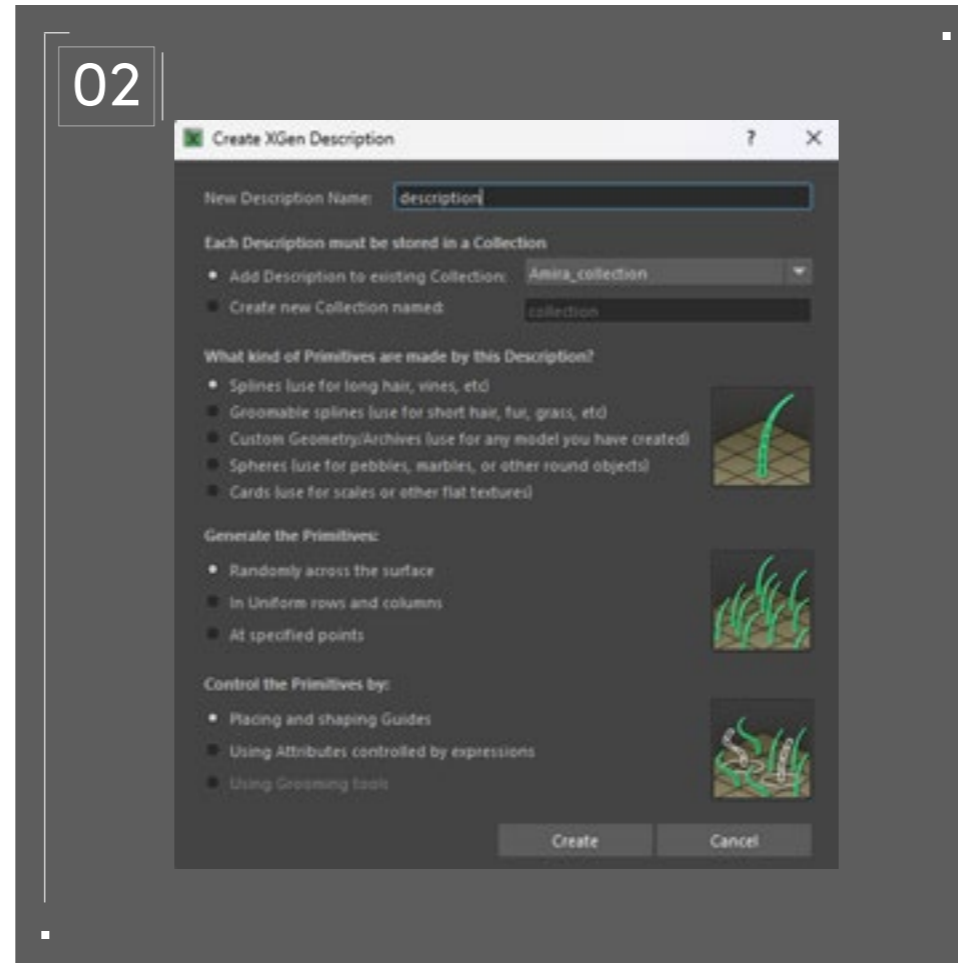 02
Create XGen Description ? ×
New Description Name: description
Each Description must be stored in a Collection
Add Description to existing Collection: Amira_collection
Create new Collection named: collection
What kind of Primitives are made by this Description?
Splines (use for long hair, vines, etc)
Groomable splines (use for short hair, fur, grass, etc)
Custom Geometry/Archives (use for any model you have created)
Spheres (use for pebbles, marbles, or other round objects)
Cards (use for scales or other flat textures)
Generate the Primitives:
Randomly across the surface
In Uniform rows and columns
At specified points
Control the Primitives by:
Placing and shaping Guides
Using Attributes controlled by expressions
Using Grooming tools
Create Cancel